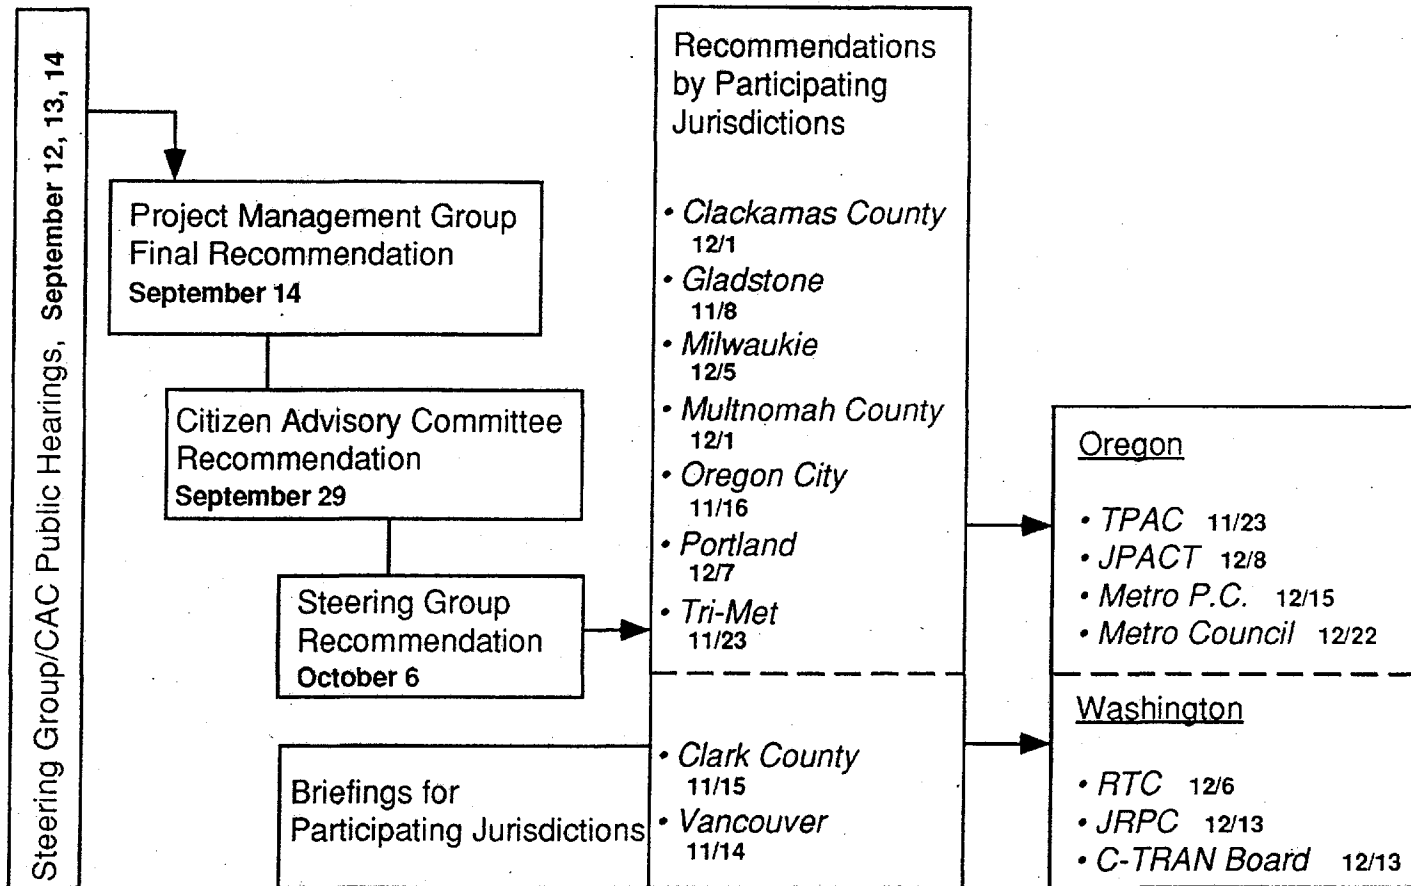 Steering Group/CAC Public Hearings, September 12, 13, 14
Project Management Group
Final Recommendation
September 14
Citizen Advisory Committee
Recommendation
September 29
Steering Group
Recommendation
October 6
Briefings for
Participating Jurisdictions
Recommendations
by Participating
Jurisdictions
• Clackamas County
12/1
• Gladstone
11/8
• Milwaukie
12/5
• Multnomah County
12/1
• Oregon City
11/16
• Portland
12/7
• Tri-Met
11/23
• Clark County
11/15
• Vancouver
11/14
Oregon
• TPAC 11/23
• JPACT 12/8
• Metro P.C. 12/15
• Metro Council 12/22
Washington
• RTC 12/6
• JRPC 12/13
• C-TRAN Board 12/13